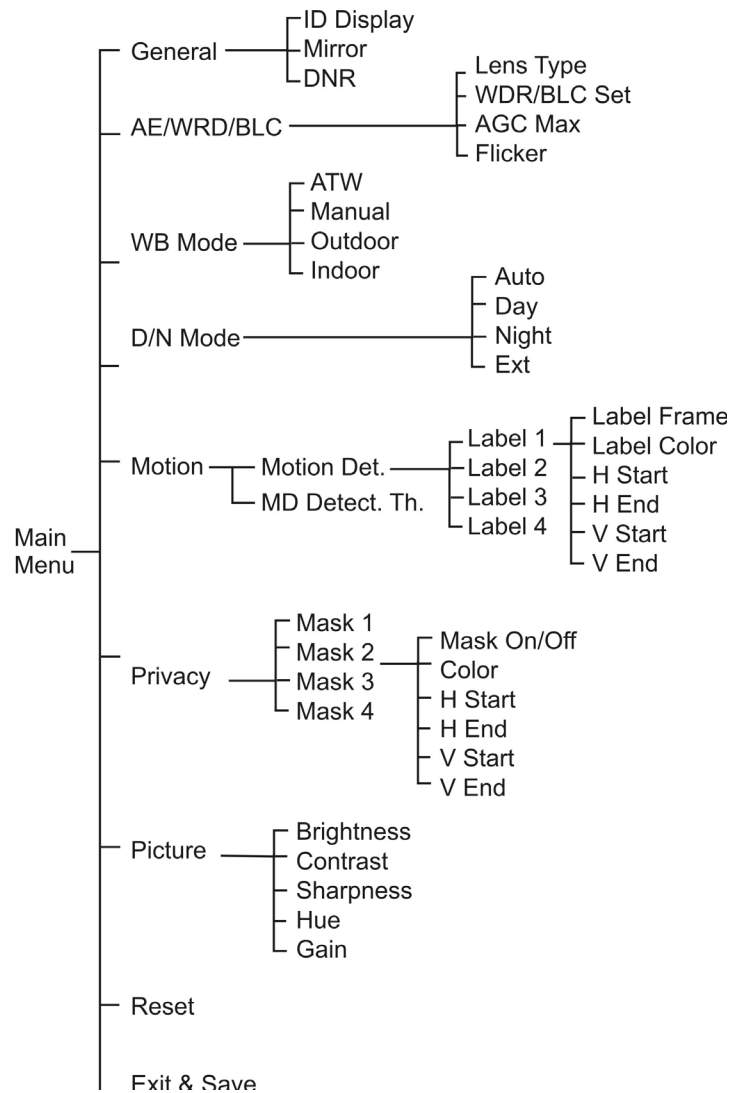 Main
Menu
General
ID Display
Mirror
DNR
AE/WRD/BLC
Lens Type
WDR/BLC Set
AGC Max
Flicker
WB Mode
ATW
Manual
Outdoor
Indoor
D/N Mode
Auto
Day
Night
Ext
Motion
Motion Det.
MD Detect. Th.
Label 1
Label 2
Label 3
Label 4
Label Frame
Label Color
H Start
H End
V Start
V End
Privacy
Mask 1
Mask 2
Mask 3
Mask 4
Mask On/Off
Color
H Start
H End
V Start
V End
Picture
Brightness
Contrast
Sharpness
Hue
Gain
Reset
Exit & Save